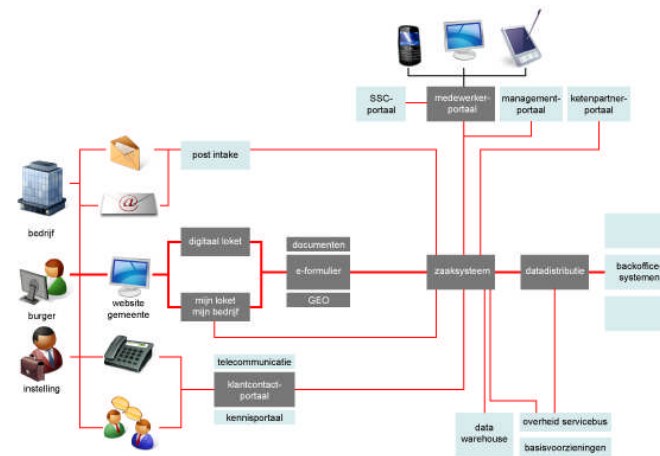 SSC-
portaal
medewerker-
portaal
management-
portaal
ketenpartner-
portaal
post intake
bedrijf
@
digitaal loket
documenten
e-formulier
GEO
zaaksysteem
datadistributie
backoffice
systemen
burger
website
gemeente
mijn loket
mijn bedrijf
instelling
telecommunicatie
klantcontact-
portaal
kennisportaal
data
warehouse
overheid servicebus
basisvoorzieningen